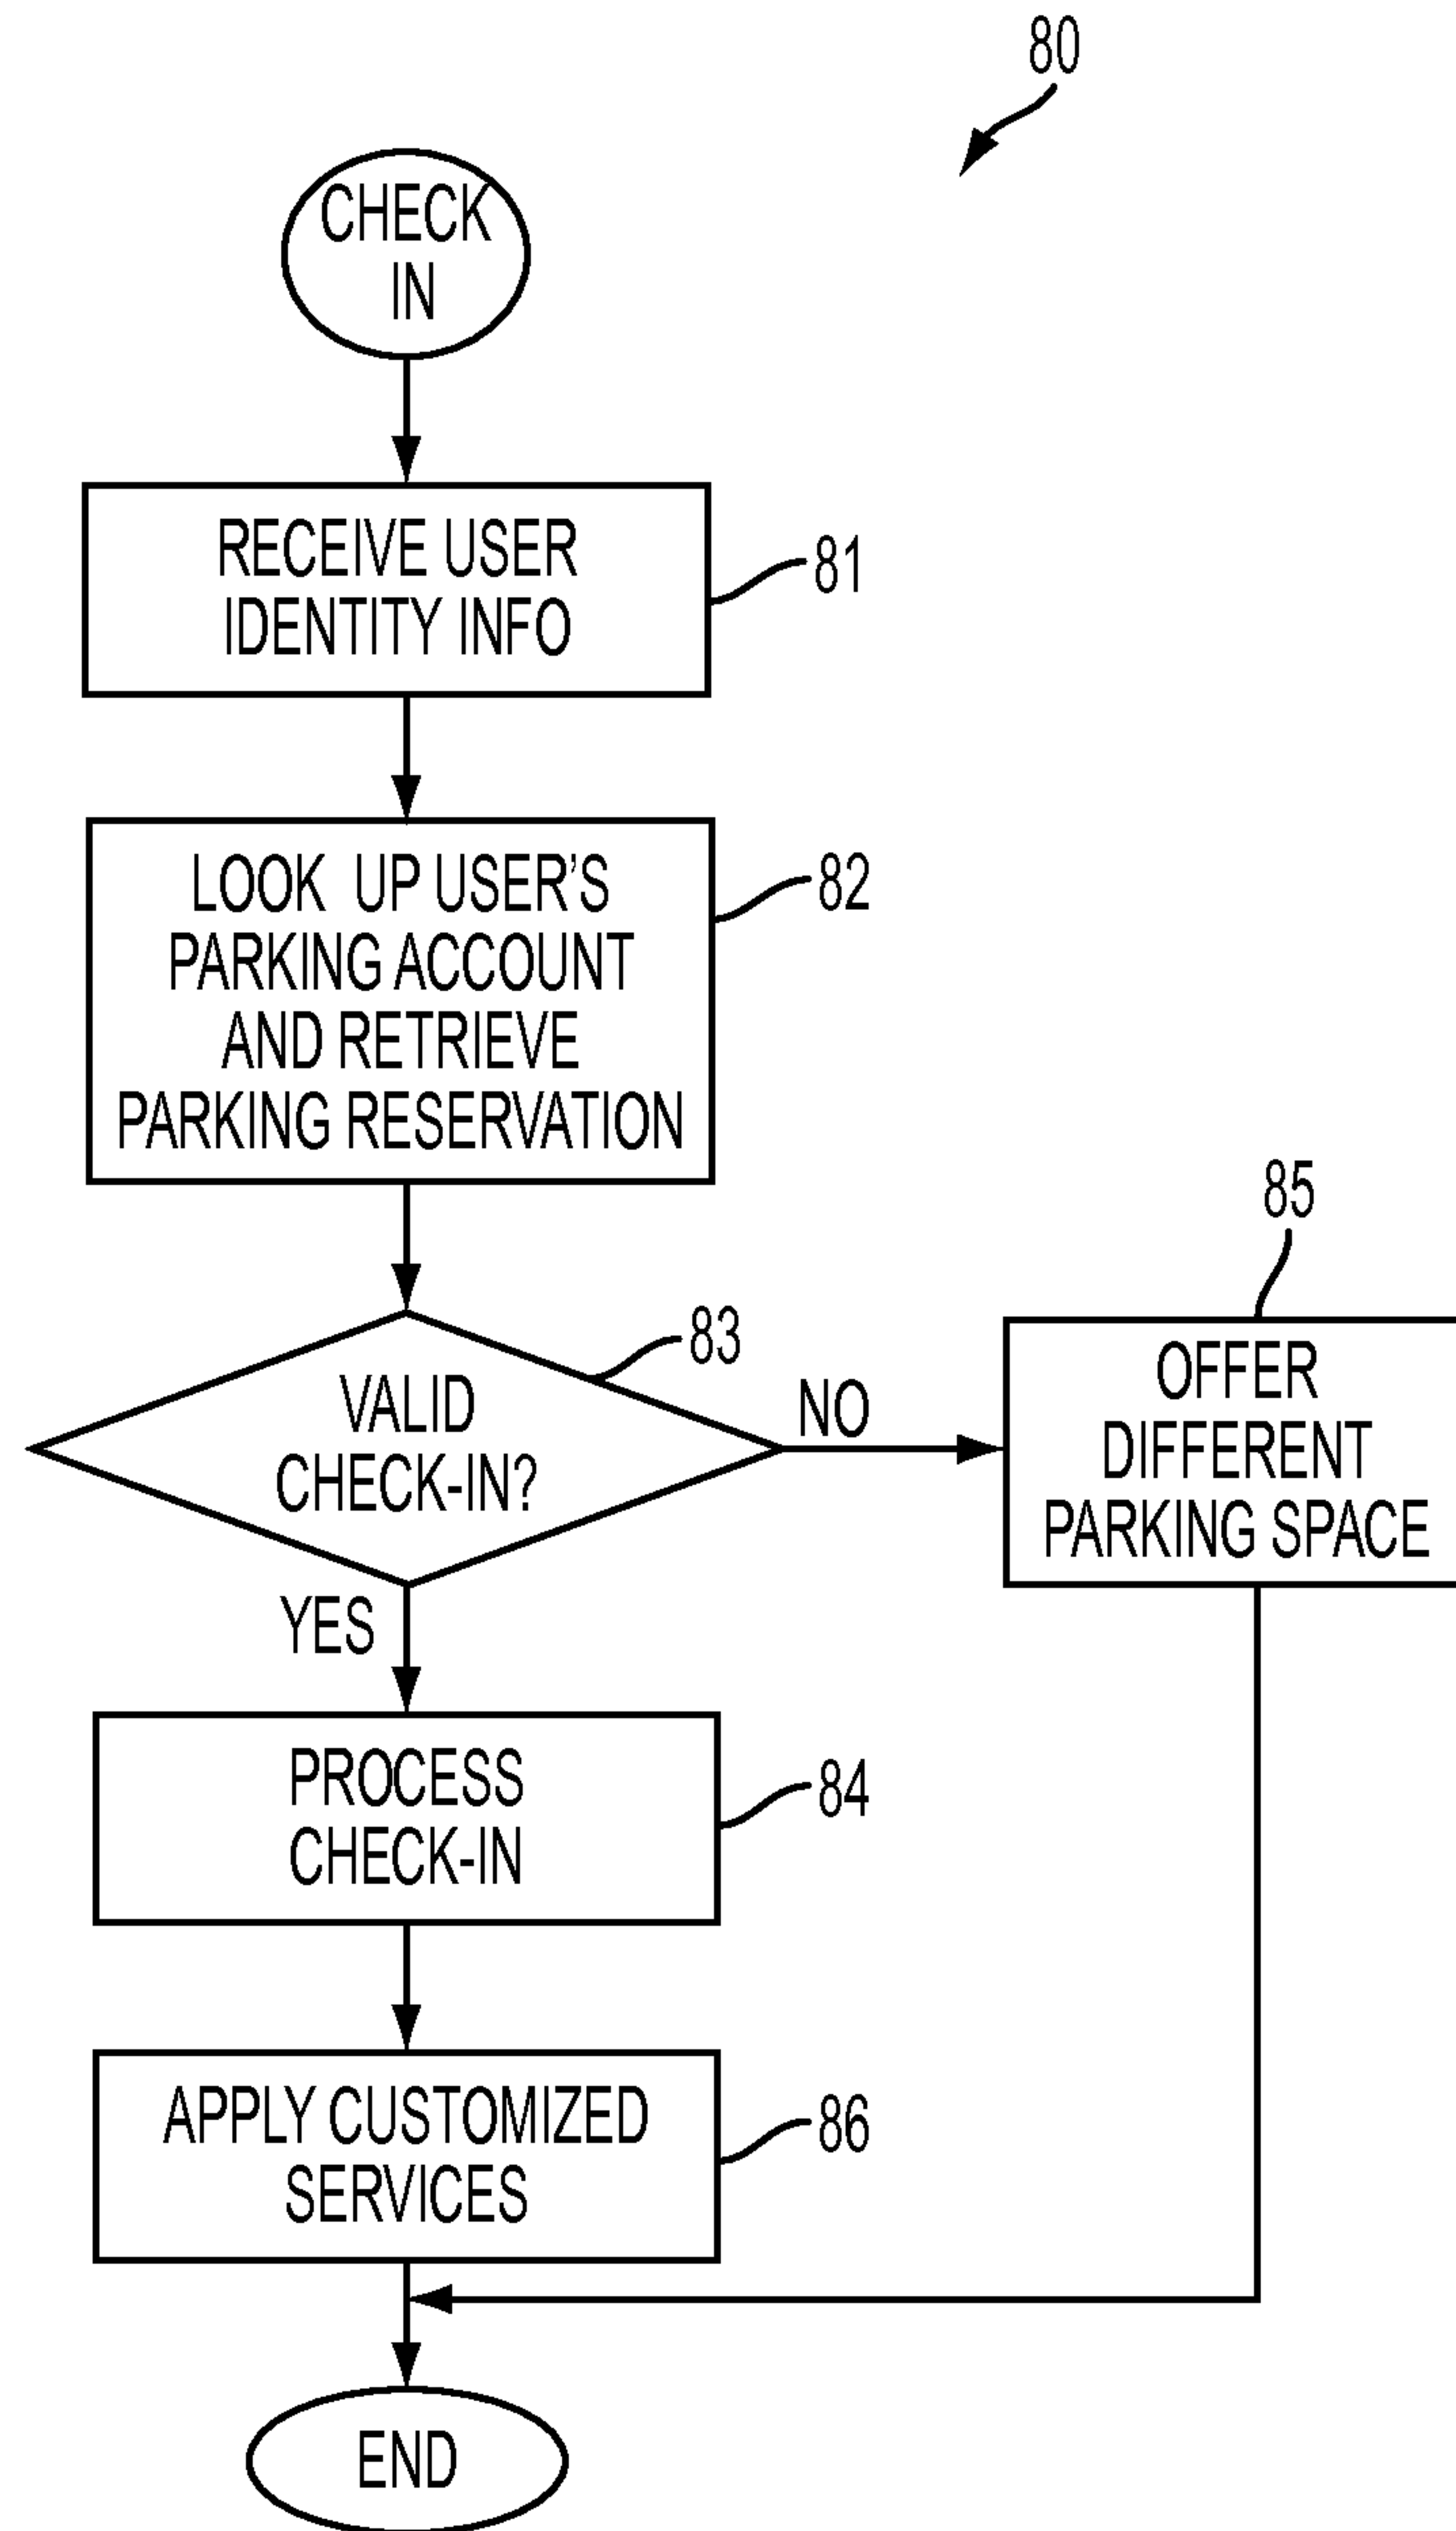 80
CHECK
IN
RECEIVE USER
IDENTITY INFO
81
LOOK UP USER'S
PARKING ACCOUNT
AND RETRIEVE
PARKING RESERVATION
82
VALID
CHECK-IN?
83
NO
85
OFFER
DIFFERENT
PARKING SPACE
YES
PROCESS
CHECK-IN
84
APPLY CUSTOMIZED
SERVICES
86
END